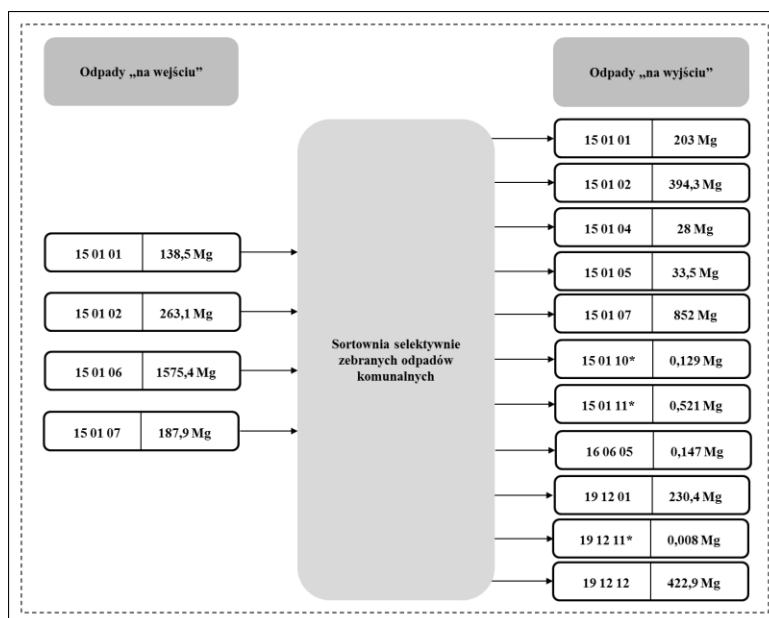 Odpady „na wejściu”
Odpady „na wyjściu”
15 01 01 138,5 Mg
15 01 02 263,1 Mg
15 01 06 1575,4 Mg
15 01 07 187,9 Mg
Sortownia selektywnie
zebranych odpadów
komunalnych
15 01 01 203 Mg
15 01 02 394,3 Mg
15 01 04 28 Mg
15 01 05 33,5 Mg
15 01 07 852 Mg
15 01 10* 0,129 Mg
15 01 11* 0,521 Mg
16 06 05 0,147 Mg
19 12 01 230,4 Mg
19 12 11* 0,008 Mg
19 12 12 422,9 Mg